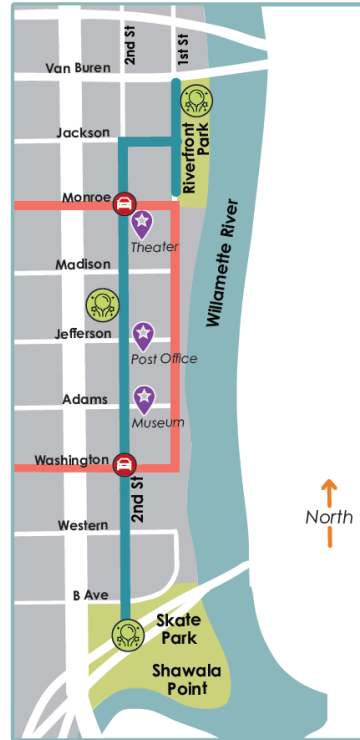 2nd St
1st St
Van Buren
Jackson
Riverfront
Park
Monroe
Theater
Madison
Willamette River
Jefferson
Post Office
Adams
Museum
Washington
2nd St
North
Western
B Ave
Skate
Park
Shawala
Point